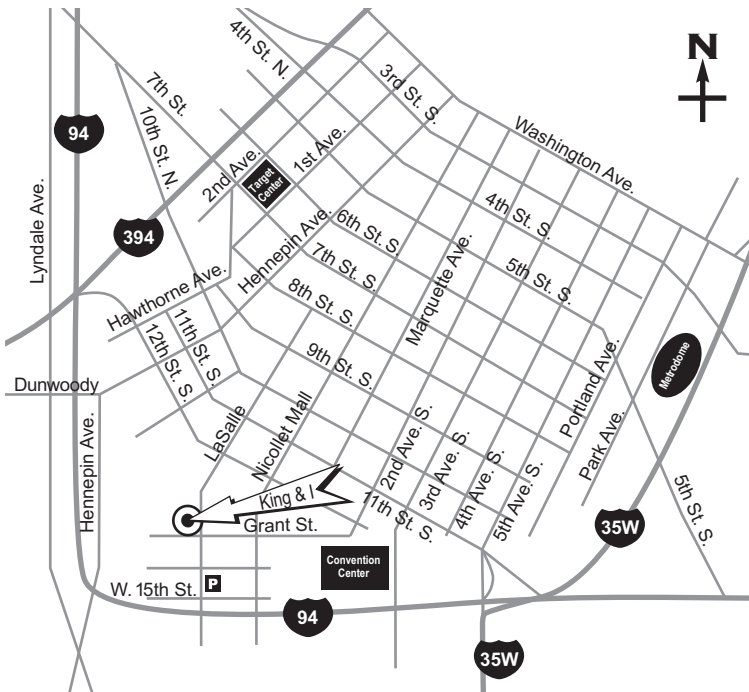 4th St. N.
7th St.
3rd St. S.
N
94
10th St. N.
Washington Ave.
1st Ave.
2nd Ave.
Target
Center
Lyndale Ave.
4th St. S.
394
Hennepin Ave.
6th St. S.
5th St. S.
7th St. S.
Marquette Ave.
Hawthorne Ave.
8th St. S.
11th St. S.
12th St. S.
9th St. S.
Metrodome
Portland Ave.
Dunwoody
LaSalle
Nicollet Mall
Park Ave.
2nd Ave. S.
3rd Ave. S.
4th Ave. S.
5th Ave. S.
Hennepin Ave.
King & I
11th St. S.
5th St. S.
Grant St.
35W
Convention
Center
W. 15th St.
P
94
35W